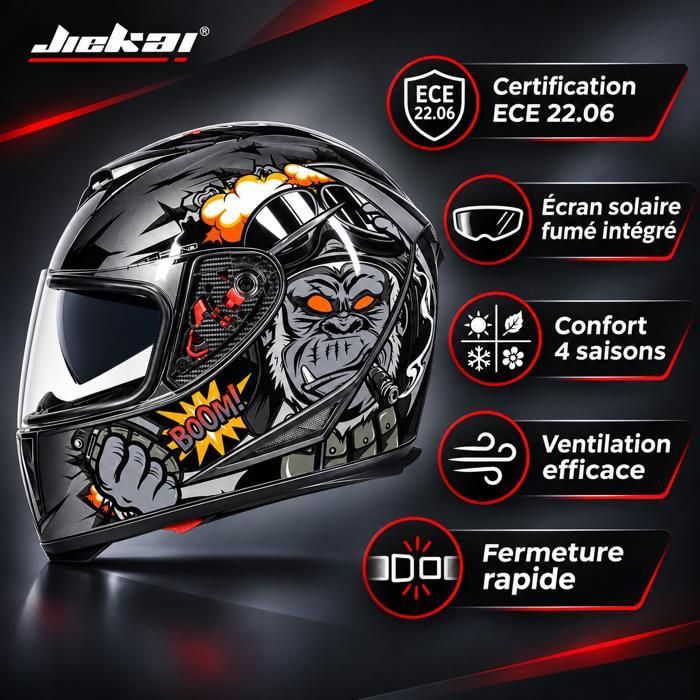 Jiekai®
ECE
22.06
Certification
ECE 22.06
Écran solaire
fumé intégré
Confort
4 saisons
Ventilation
efficace
Fermeture
rapide
BOOM!